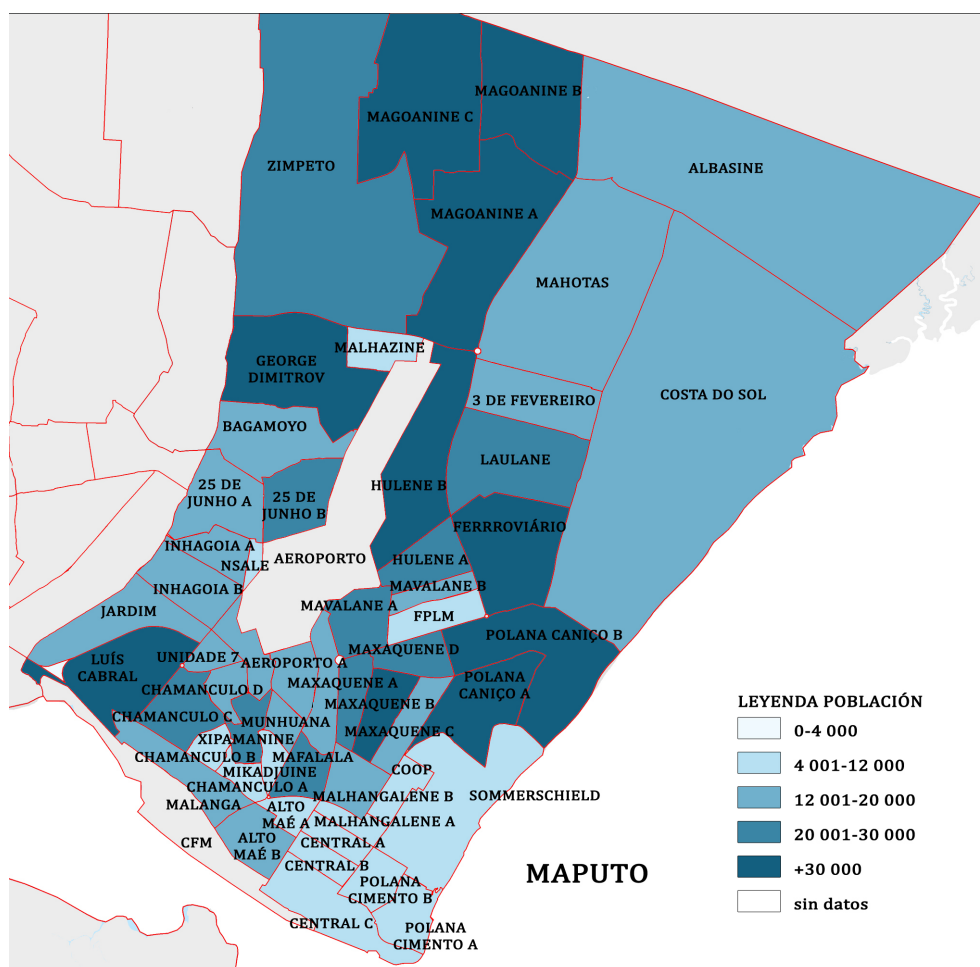 MAGOANINE B
MAGOANINE C
ZIMPETO
ALBASINE
MAGOANINE A
MAHOTAS
MALHAZINE
GEORGE
DIMITROV
COSTA DO SOL
3 DE FEVEREIRO
BAGAMOYO
LAULANE
25 DE
JUNHO A
25 DE
JUNHO B
HULENE B
FERRROVIÁRIO
INHAGOIA A
NSALE
AEROPORTO
HULENE A
INHAGOIA B
MAVALANE B
JARDIM
MAVALANE A
FPLM
POLANA CANIÇO B
LUÍS
CABRAL
UNIDADE 7
AEROPORTO A
MAXAQUENE D
CHAMANCULO D
MAXAQUENE A
POLANA
CANIÇO A
CHAMANCULO C
MUNHUANA
MAXAQUENE B
MAXAQUENE C
XIPAMANINE
CHAMANCULO B
MAFALALA
MIKADJUINE
COOP
CHAMANCULO A
MALHANGALENE B
SOMMERSCHIELD
MALANGA
ALTO
MAÉ A
MALHANGALENE A
CFM
ALTO
MAÉ B
CENTRAL A
CENTRAL B
POLANA
CIMENTO B
CENTRAL C
POLANA
CIMENTO A
MAPUTO
LEYENDA POBLACIÓN
0-4 000
4 001-12 000
12 001-20 000
20 001-30 000
+30 000
sin datos